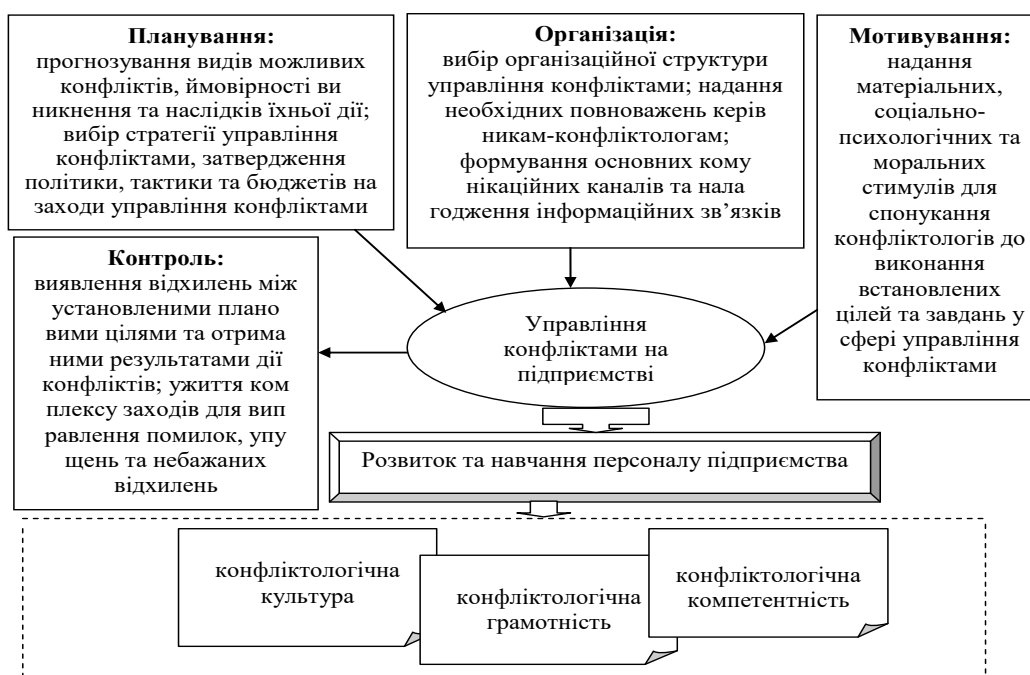 Планування:
прогнозування видів можливих
конфліктів, ймовірності ви
никнення та наслідків їхньої дії;
вибір стратегії управління
конфліктами, затвердження
політики, тактики та бюджетів на
заходи управління конфліктами
Організація:
вибір організаційної структури
управління конфліктами; надання
необхідних повноважень керів
никам-конфліктологам;
формування основних кому
нікаційних каналів та нала
годження інформаційних зв’язків
Мотивування:
надання
матеріальних,
соціально-
психологічних та
моральних
стимулів для
спонукання
конфліктологів до
виконання
встановлених
цілей та завдань у
сфері управління
конфліктами
Контроль:
виявлення відхилень між
установленими плано
вими цілями та отрима
ними результатами дії
конфліктів; ужиття ком
плексу заходів для вип
равлення помилок, упу
щень та небажаних
відхилень
Управління
конфліктами на
підприємстві
Розвиток та навчання персоналу підприємства
конфліктологічна
культура
конфліктологічна
грамотність
конфліктологічна
компетентність